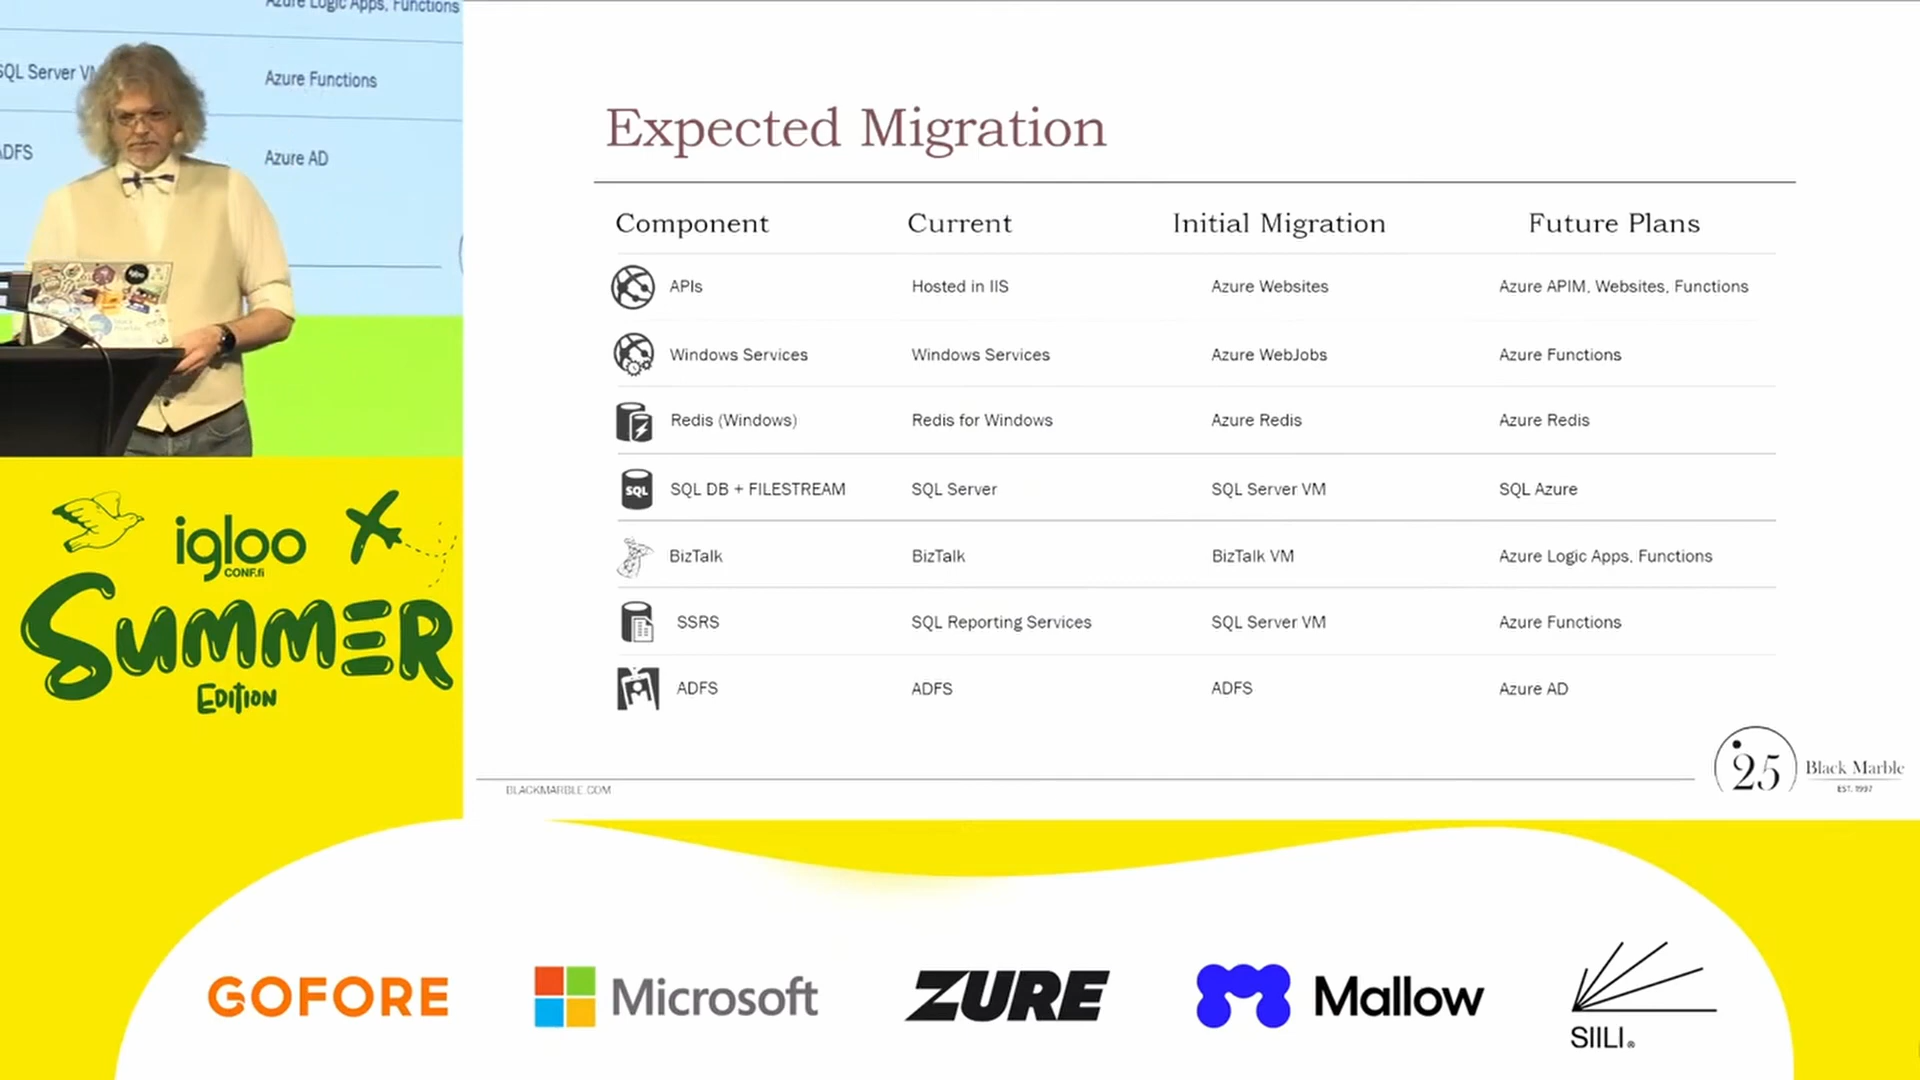 Azure Logic Apps, Functions
SQL Server VM
Azure Functions
ADFS
Azure AD
igloo
CONF.fi
SUMMER
EDITION
Expected Migration
Component Current Initial Migration Future Plans
APIs Hosted in IIS Azure Websites Azure APIM, Websites, Functions
Windows Services Windows Services Azure WebJobs Azure Functions
Redis (Windows) Redis for Windows Azure Redis Azure Redis
SQL
SQL DB + FILESTREAM SQL Server SQL Server VM SQL Azure
BizTalk BizTalk BizTalk VM Azure Logic Apps, Functions
SSRS SQL Reporting Services SQL Server VM Azure Functions
ADFS ADFS ADFS Azure AD
BLACKMARBLE.COM
25
Black Marble
EST. 1997
GOFORE
Microsoft
ZURE
Mallow
SIILI®